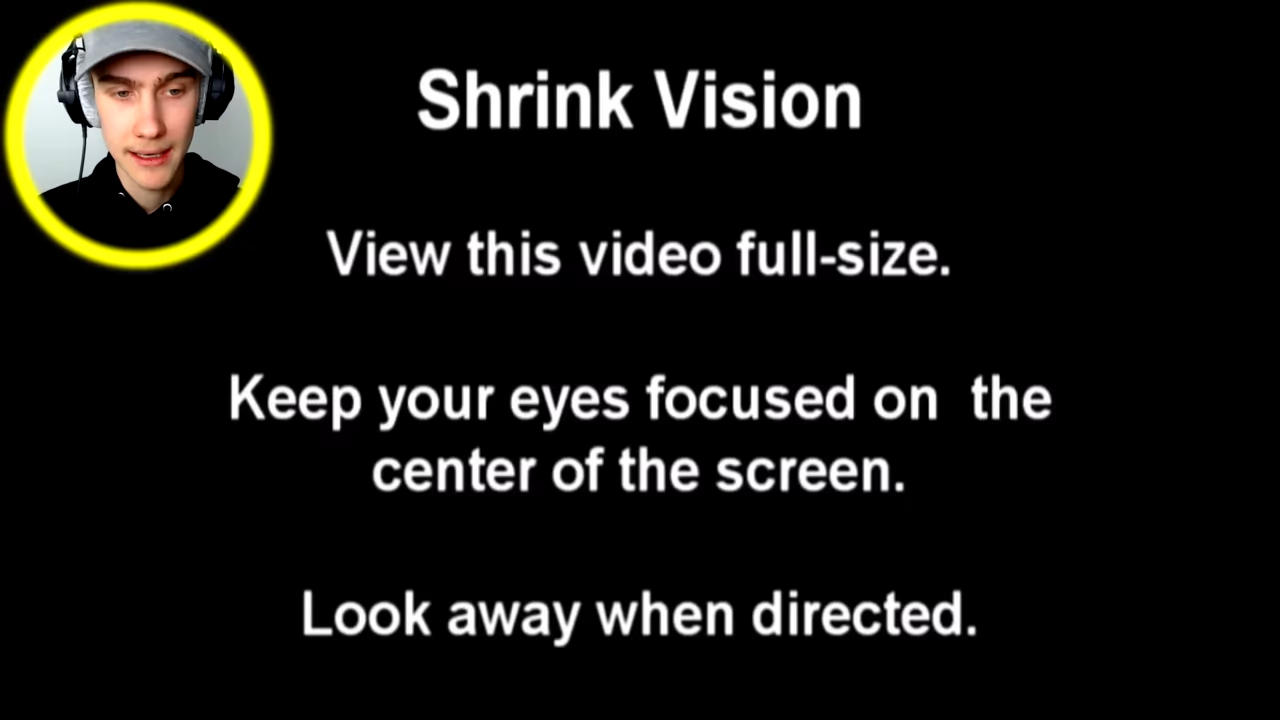 Shrink Vision
View this video full-size.
Keep your eyes focused on  the
center of the screen.
Look away when directed.